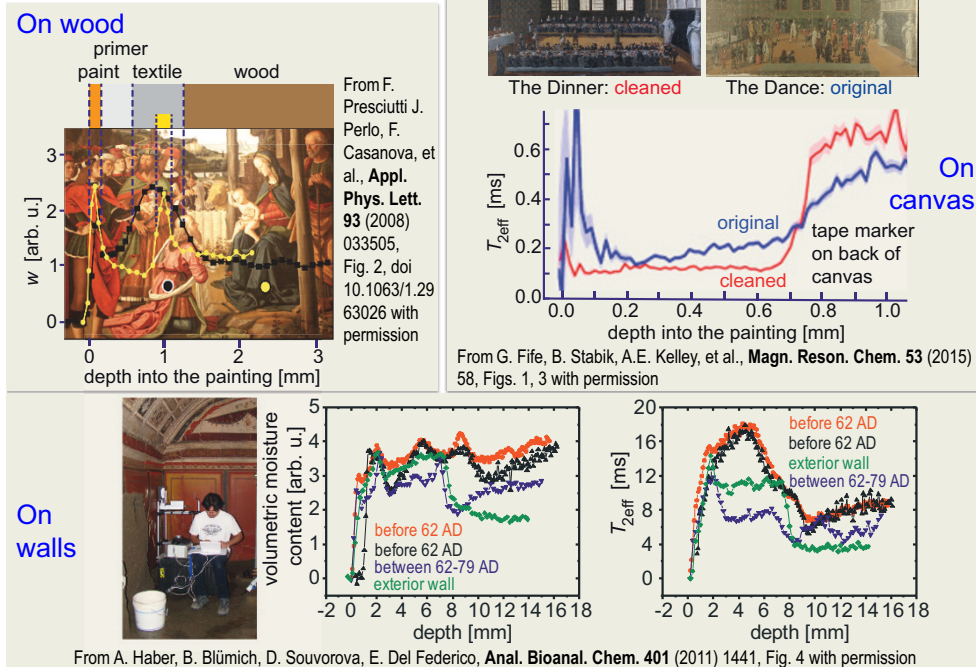 On wood
primer
paint textile wood
From F.
Presciutti J.
Perlo, F.
Casanova, et
al., Appl.
Phys. Lett.
93 (2008)
033505,
Fig. 2, doi
10.1063/1.29
63026 with
permission
w [arb. u.]
3
2
1
0
0 1 2 3
depth into the painting [mm]
The Dinner: cleaned
The Dance: original
On
canvas
T2eff [ms]
0.6
0.4
0.2
0.0
original
cleaned
tape marker
on back of
canvas
0.0 0.2 0.4 0.6 0.8 1.0
depth into the painting [mm]
From G. Fife, B. Stabik, A.E. Kelley, et al., Magn. Reson. Chem. 53 (2015)
58, Figs. 1, 3 with permission
On
walls
volumetric moisture
content [arb. u.]
5
4
3
2
1
0
before 62 AD
before 62 AD
between 62-79 AD
exterior wall
-2 0 2 4 6 8 10 12 14 16 18
depth [mm]
T2eff [ms]
20
16
12
8
4
0
before 62 AD
before 62 AD
exterior wall
between 62-79 AD
-2 0 2 4 6 8 10 12 14 16 18
depth [mm]
From A. Haber, B. Blümich, D. Souvorova, E. Del Federico, Anal. Bioanal. Chem. 401 (2011) 1441, Fig. 4 with permission